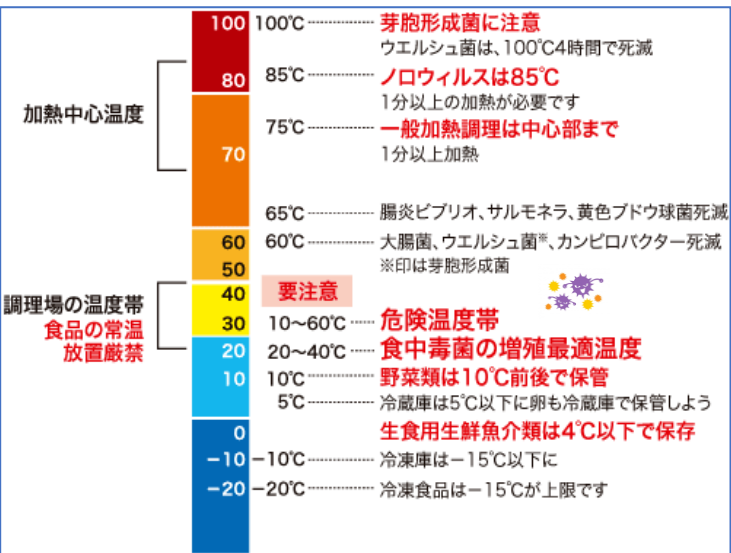 100 100℃ 芽胞形成菌に注意
ウエルシュ菌は、100℃4時間で死滅
80 85℃ ノロウィルスは85℃
1分以上の加熱が必要です
加熱中心温度
75℃ 一般加熱調理は中心部まで
70 1分以上加熱
65℃ 腸炎ビブリオ、サルモネラ、黄色ブドウ球菌死滅
60 60℃ 大腸菌、ウエルシュ菌※、カンピロバクター死滅
50 ※印は芽胞形成菌
40 要注意
調理場の温度帯
食品の常温
放置厳禁
30 10〜60℃ 危険温度帯
20 20〜40℃ 食中毒菌の増殖最適温度
10 10℃ 野菜類は10℃前後で保管
5℃ 冷蔵庫は5℃以下に卵も冷蔵庫で保管しよう
0 生食用生鮮魚介類は4℃以下で保存
−10 −10℃ 冷凍庫は−15℃以下に
−20 −20℃ 冷凍食品は−15℃が上限です